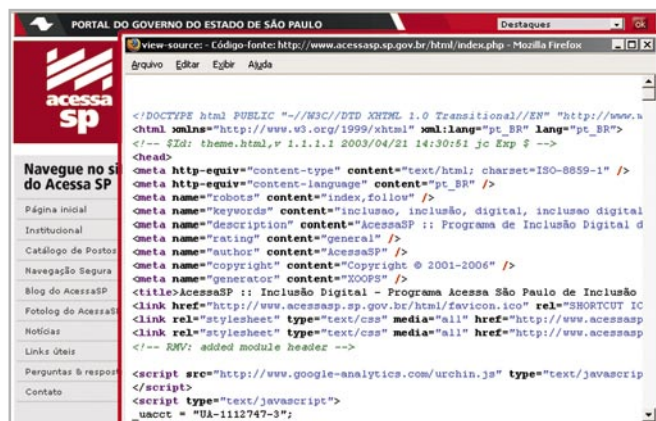 PORTAL DO GOVERNO DO ESTADO DE SÃO PAULO
Destaques
ok
view-source: - Código-fonte: http://www.acessasp.sp.gov.br/html/index.php - Mozilla Firefox
Arquivo Editar Exibir Ajuda
acessa
sp
Navegue no si
do Acessa SP
Página inicial
Institucional
Catálogo de Postos
Navegação Segura
Blog do AcessaSP
Fotolog do AcessaS
Notícias
Links úteis
Perguntas & respost
Contato
<!DOCTYPE html PUBLIC "-//W3C//DTD XHTML 1.0 Transitional//EN" "http://www.w
<html xmlns="http://www.w3.org/1999/xhtml" xml:lang="pt_BR" lang="pt_BR">
<!-- $Id: theme.html,v 1.1.1.1 2003/04/21 14:30:51 jc Exp $ -->
<head>
<meta http-equiv="content-type" content="text/html; charset=ISO-8859-1" />
<meta http-equiv="content-language" content="pt_BR" />
<meta name="robots" content="index,follow" />
<meta name="keywords" content="inclusao, inclusão, digital, inclusao digital
<meta name="description" content="AcessaSP :: Programa de Inclusão Digital d
<meta name="rating" content="general" />
<meta name="author" content="AcessaSP" />
<meta name="copyright" content="Copyright © 2001-2006" />
<meta name="generator" content="XOOPS" />
<title>AcessaSP :: Inclusão Digital - Programa Acessa São Paulo de Inclusão
<link href="http://www.acessasp.sp.gov.br/html/favicon.ico" rel="SHORTCUT IC
<link rel="stylesheet" type="text/css" media="all" href="http://www.acessasp
<link rel="stylesheet" type="text/css" media="all" href="http://www.acessasp
<!-- RMV: added module header -->
<script src="http://www.google-analytics.com/urchin.js" type="text/javascrip
</script>
<script type="text/javascript">
_uacct = "UA-1112747-3";